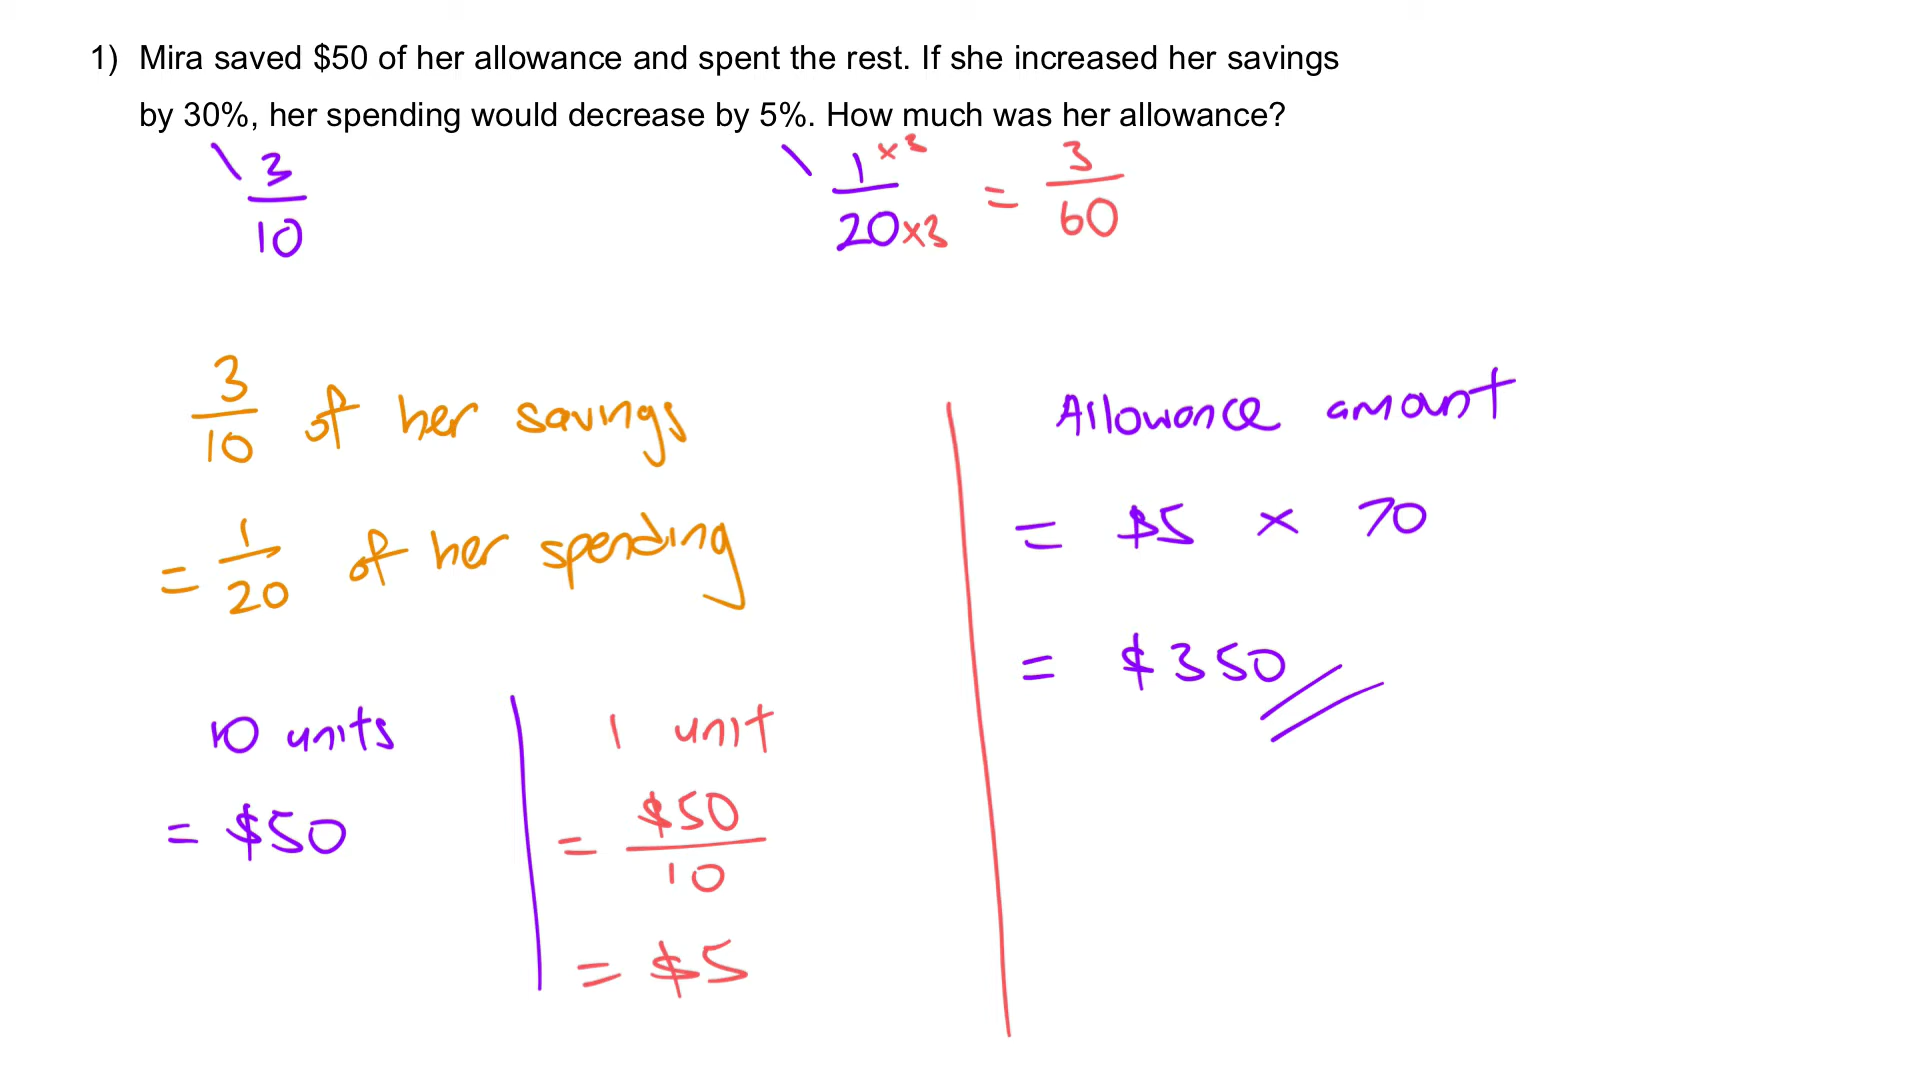 1) Mira saved $50 of her allowance and spent the rest. If she increased her savings
by 30%, her spending would decrease by 5%. How much was her allowance?
\ 3/10
\ 1/20 ×3/×3 = 3/60
3/10 of her savings
= 1/20 of her spending
10 units
= $50
1 unit
= $50/10
= $5
Allowance amount
= $5 × 70
= $350